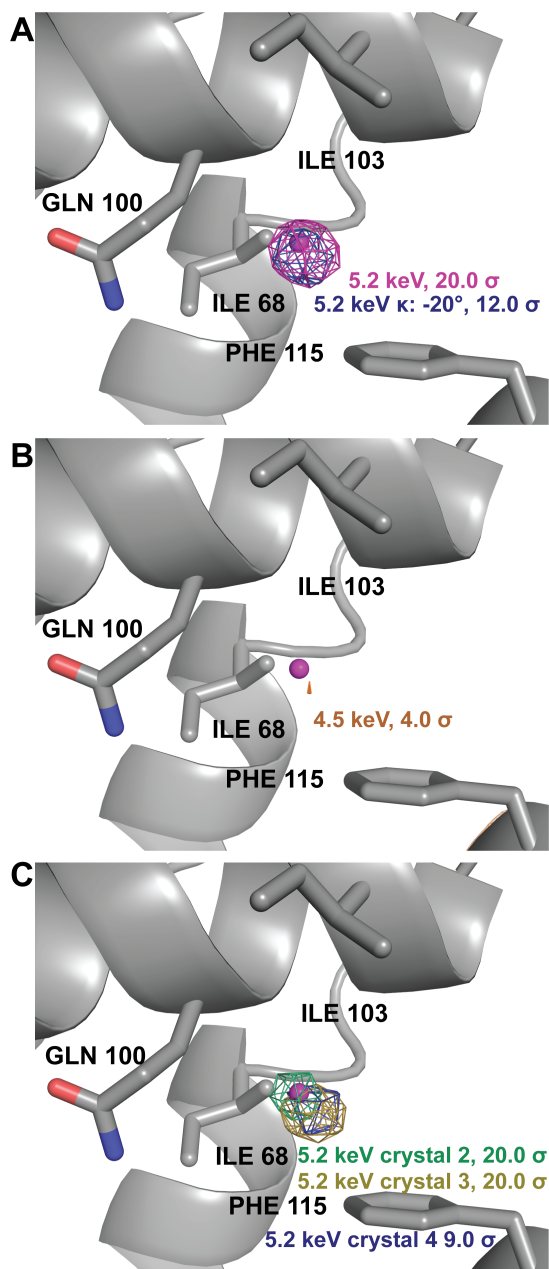 A
ILE 103
GLN 100
5.2 keV, 20.0 σ
ILE 68
5.2 keV κ: -20°, 12.0 σ
PHE 115
B
ILE 103
GLN 100
4.5 keV, 4.0 σ
ILE 68
PHE 115
C
ILE 103
GLN 100
ILE 68
5.2 keV crystal 2, 20.0 σ
5.2 keV crystal 3, 20.0 σ
PHE 115
5.2 keV crystal 4 9.0 σ